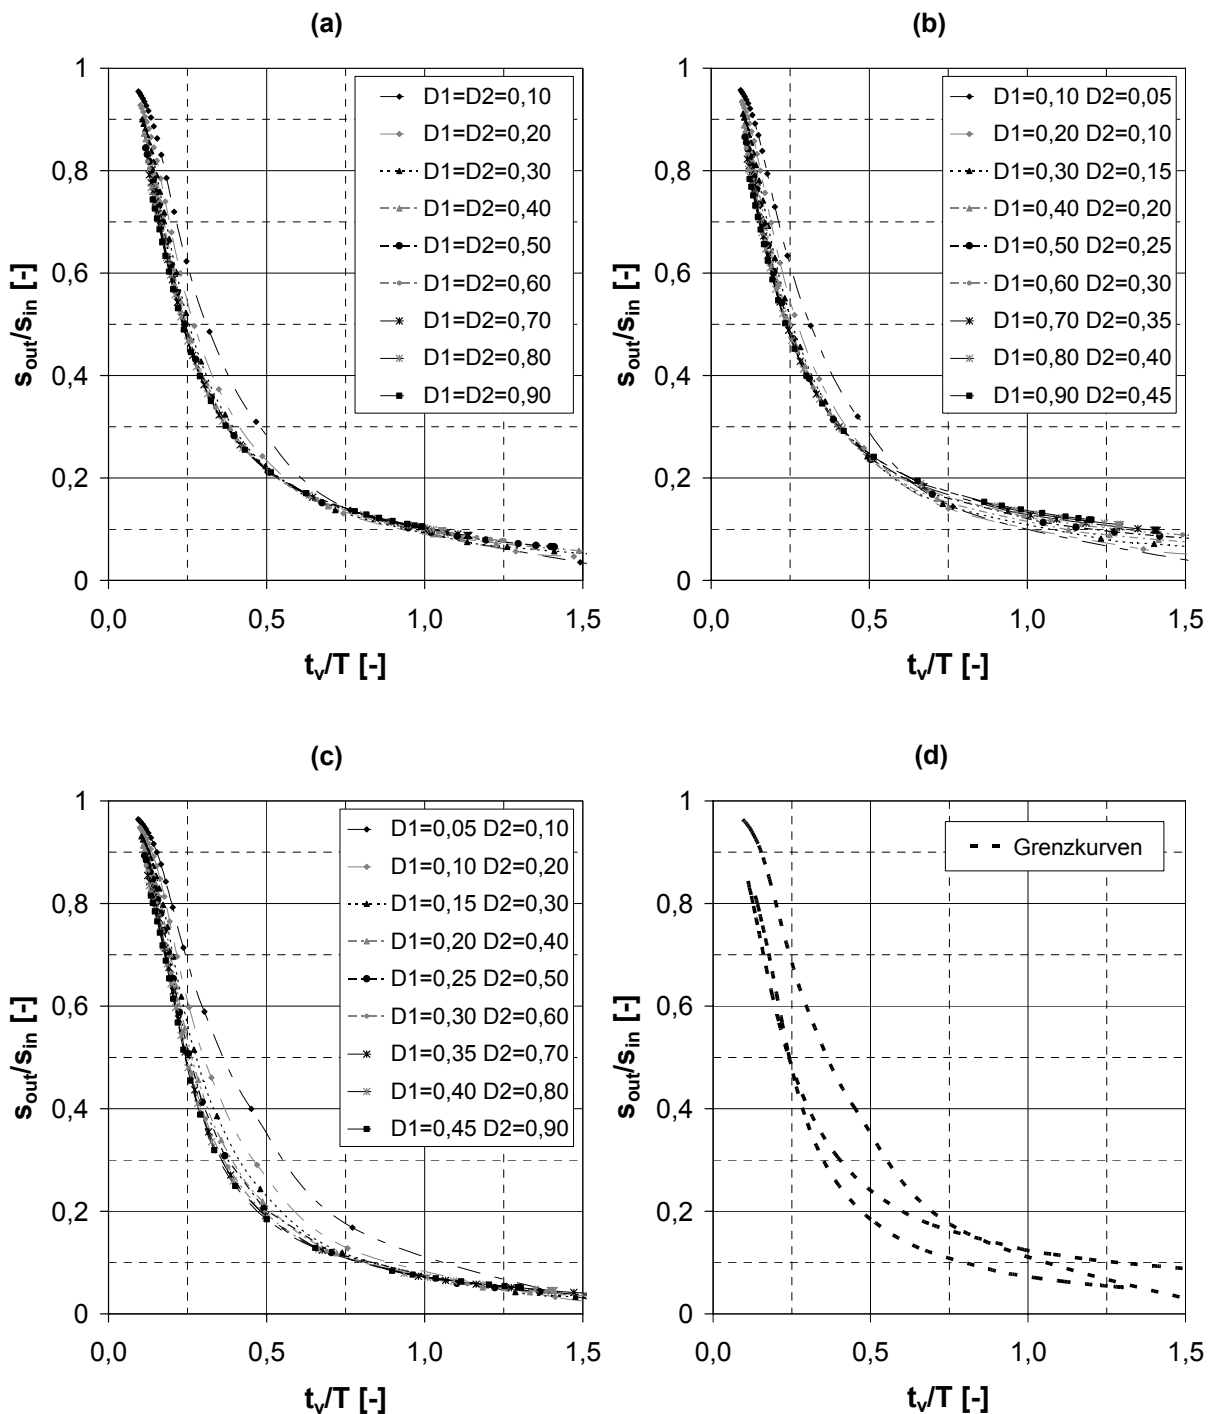 (a)
1
0,8
0,6
0,4
0,2
0
s_out/s_in [-]
0,0 0,5 1,0 1,5
t_v/T [-]
D1=D2=0,10
D1=D2=0,20
D1=D2=0,30
D1=D2=0,40
D1=D2=0,50
D1=D2=0,60
D1=D2=0,70
D1=D2=0,80
D1=D2=0,90
(b)
1
0,8
0,6
0,4
0,2
0
s_out/s_in [-]
0,0 0,5 1,0 1,5
t_v/T [-]
D1=0,10 D2=0,05
D1=0,20 D2=0,10
D1=0,30 D2=0,15
D1=0,40 D2=0,20
D1=0,50 D2=0,25
D1=0,60 D2=0,30
D1=0,70 D2=0,35
D1=0,80 D2=0,40
D1=0,90 D2=0,45
(c)
1
0,8
0,6
0,4
0,2
0
s_out/s_in [-]
0,0 0,5 1,0 1,5
t_v/T [-]
D1=0,05 D2=0,10
D1=0,10 D2=0,20
D1=0,15 D2=0,30
D1=0,20 D2=0,40
D1=0,25 D2=0,50
D1=0,30 D2=0,60
D1=0,35 D2=0,70
D1=0,40 D2=0,80
D1=0,45 D2=0,90
(d)
1
0,8
0,6
0,4
0,2
0
s_out/s_in [-]
0,0 0,5 1,0 1,5
t_v/T [-]
Grenzkurven